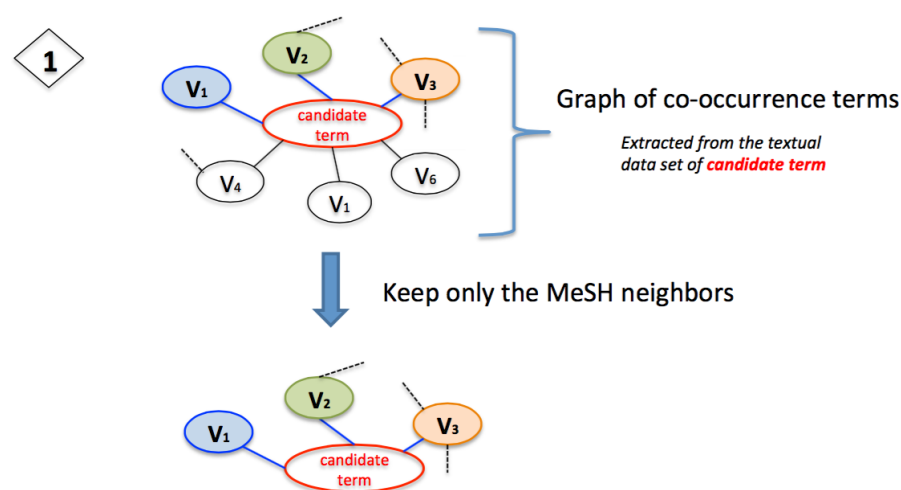 1
V2
V1
V3
candidate
term
V4
V6
V1
Graph of co-occurrence terms
Extracted from the textual
data set of candidate term
Keep only the MeSH neighbors
V2
V1
V3
candidate
term